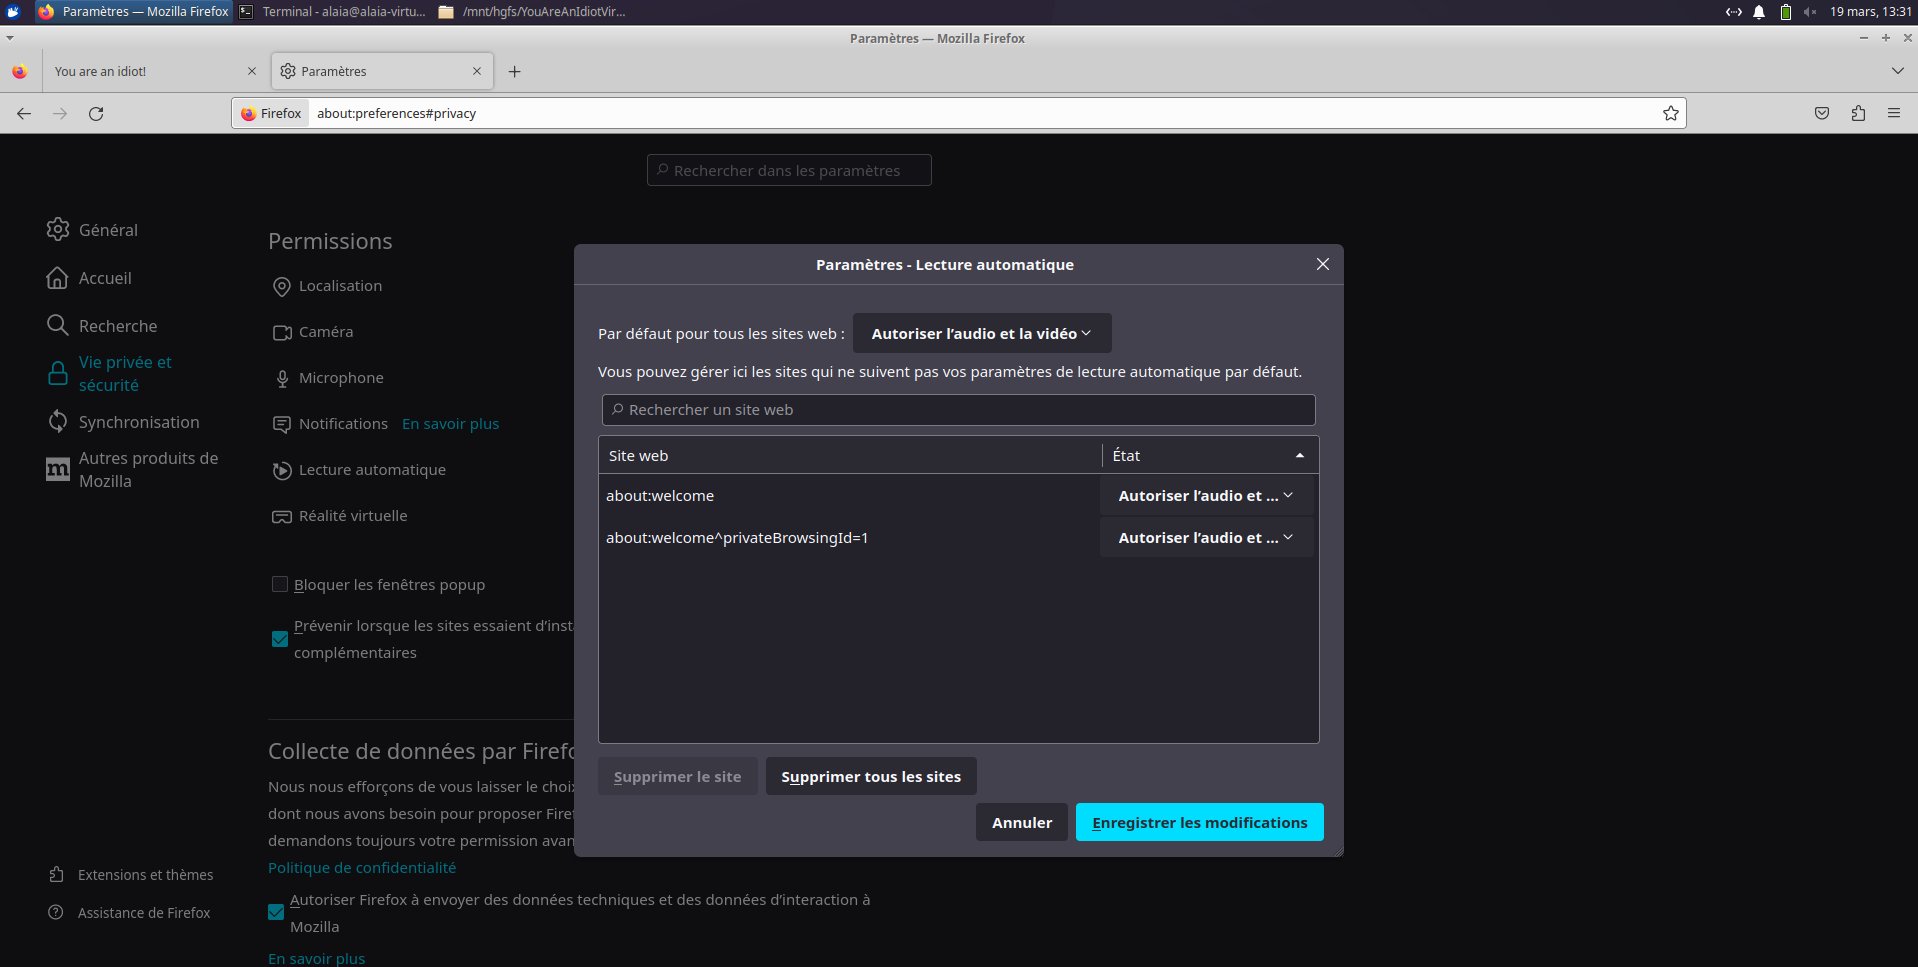 Paramètres — Mozilla Firefox
Terminal - alaia@alaia-virtu...
/mnt/hgfs/YouAreAnIdiotVir...
19 mars, 13:31
Paramètres — Mozilla Firefox
You are an idiot!
Paramètres
Firefox
about:preferences#privacy
Rechercher dans les paramètres
Général
Accueil
Recherche
Vie privée et
sécurité
Synchronisation
Autres produits de
Mozilla
Extensions et thèmes
Assistance de Firefox
Permissions
Localisation
Caméra
Microphone
Notifications En savoir plus
Lecture automatique
Réalité virtuelle
Bloquer les fenêtres popup
Prévenir lorsque les sites essaient d’inst
complémentaires
Collecte de données par Firef
Nous nous efforçons de vous laisser le choi
dont nous avons besoin pour proposer Fire
demandons toujours votre permission avan
Politique de confidentialité
Autoriser Firefox à envoyer des données techniques et des données d’interaction à
Mozilla
En savoir plus
Paramètres - Lecture automatique
Par défaut pour tous les sites web : Autoriser l’audio et la vidéo
Vous pouvez gérer ici les sites qui ne suivent pas vos paramètres de lecture automatique par défaut.
Rechercher un site web
Site web État
about:welcome Autoriser l’audio et ...
about:welcome^privateBrowsingId=1 Autoriser l’audio et ...
Supprimer le site Supprimer tous les sites
Annuler Enregistrer les modifications